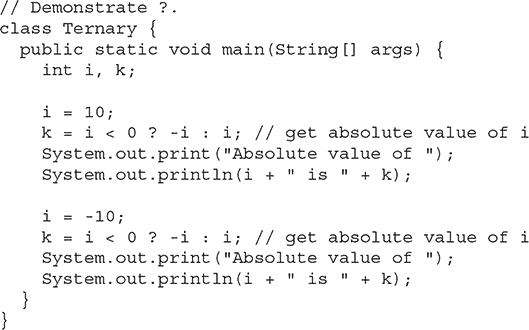 // Demonstrate ?.
class Ternary {
  public static void main(String[] args) {
    int i, k;

    i = 10;
    k = i < 0 ? -i : i; // get absolute value of i
    System.out.print("Absolute value of ");
    System.out.println(i + " is " + k);

    i = -10;
    k = i < 0 ? -i : i; // get absolute value of i
    System.out.print("Absolute value of ");
    System.out.println(i + " is " + k);
  }
}